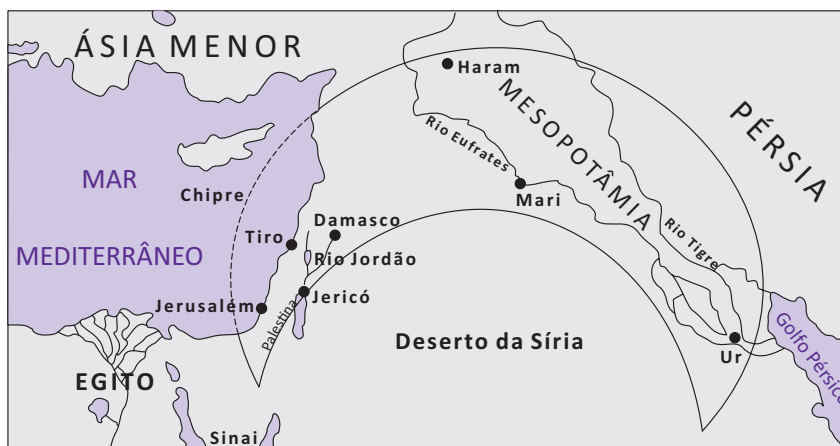 ÁSIA MENOR
Haram
MESOPOTÂMIA
PÉRSIA
Rio Eufrates
MAR
Chipre
Mari
Damasco
Tiro
Rio Tigre
MEDITERRÂNEO
Rio Jordão
Jerusalém
Jericó
Palestina
Deserto da Síria
Golfo Pérsico
Ur
EGITO
Sinai